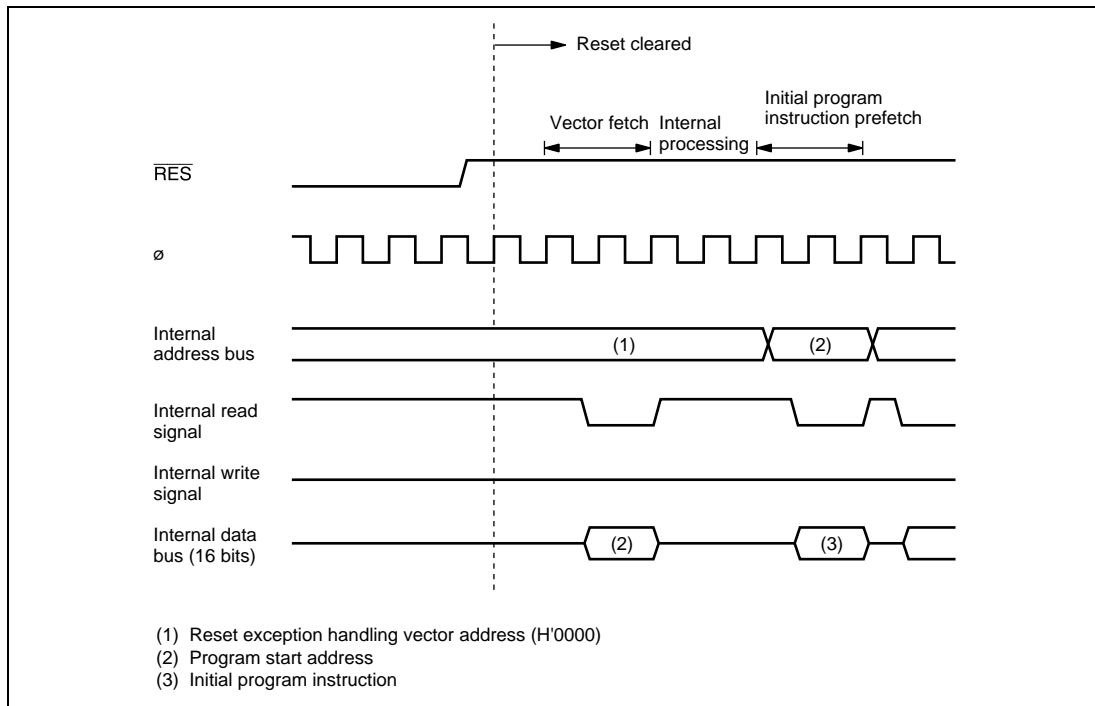 Reset cleared
Vector fetch
Internal
processing
Initial program
instruction prefetch
RES
ø
Internal
address bus
(1)
(2)
Internal read
signal
Internal write
signal
Internal data
bus (16 bits)
(2)
(3)
(1) Reset exception handling vector address (H'0000)
(2) Program start address
(3) Initial program instruction